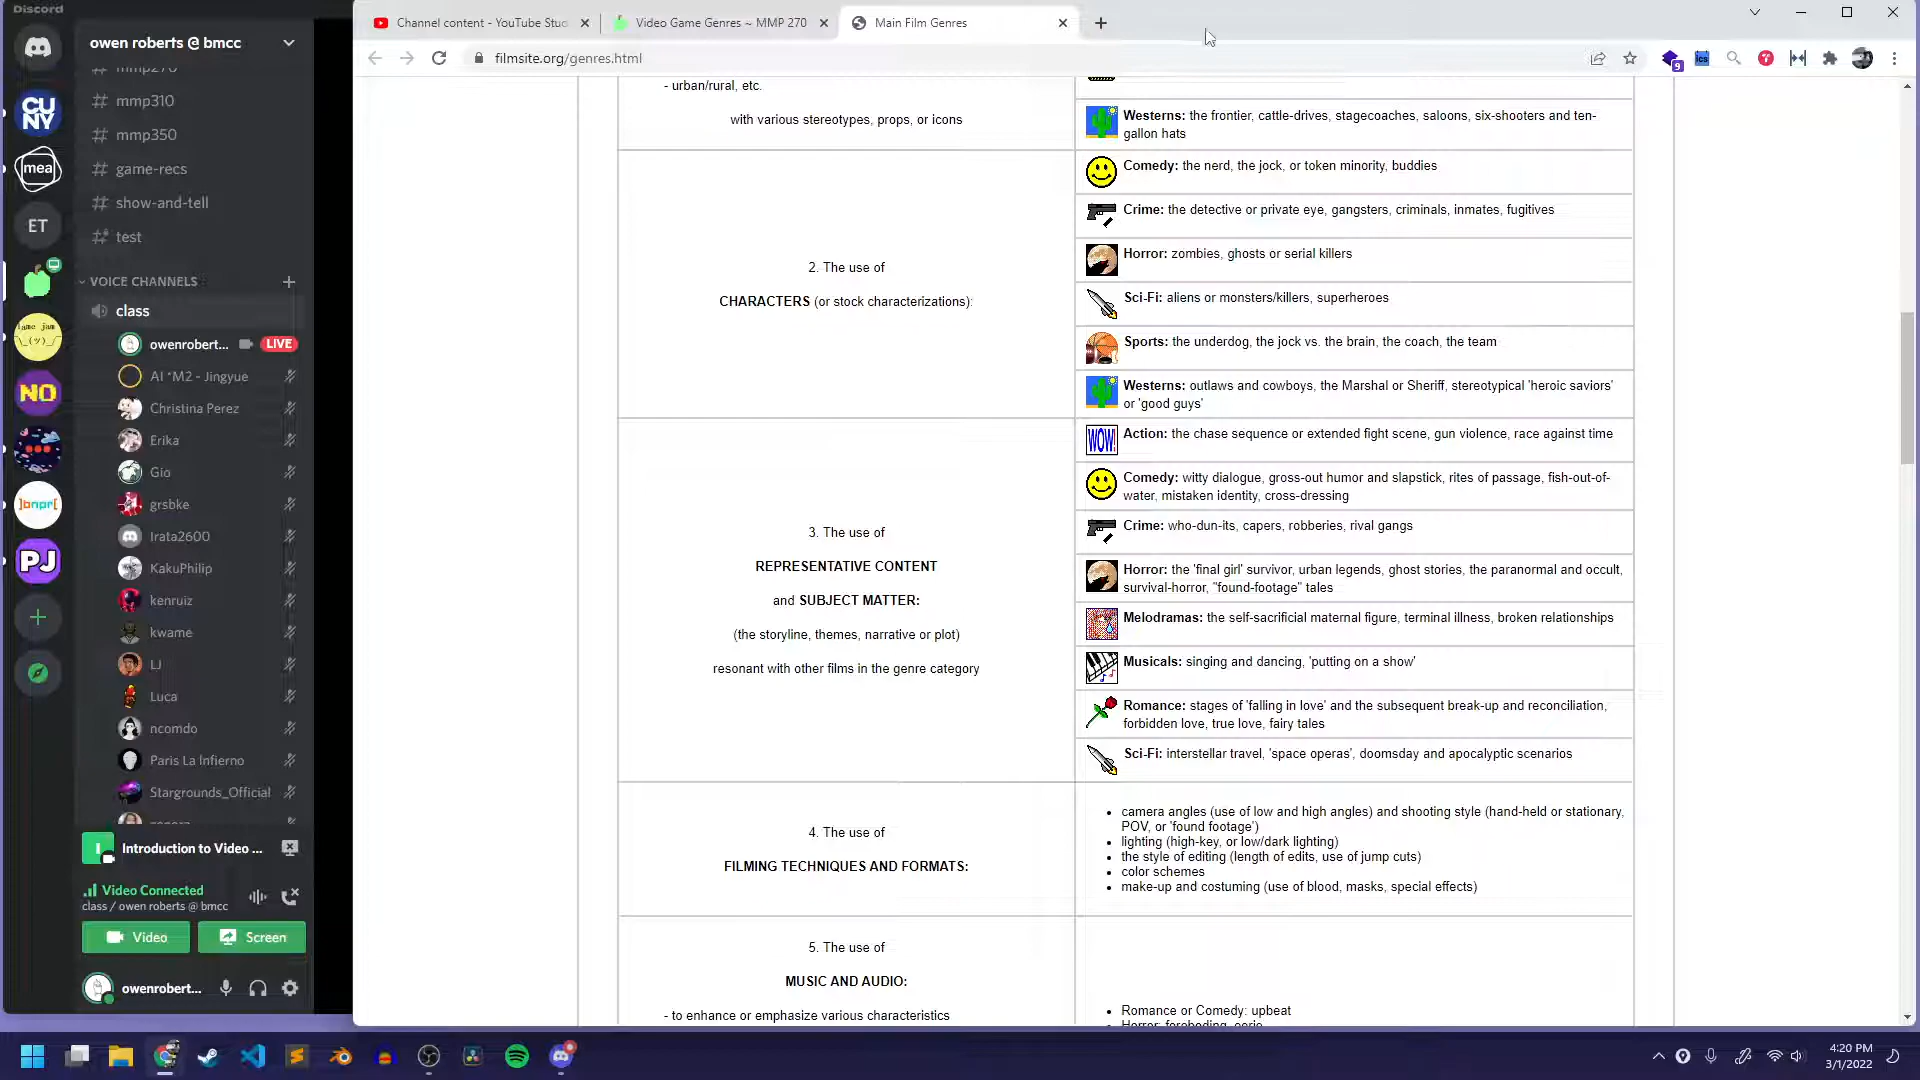 Discord
owen roberts @ bmcc
mmp270
mmp310
mmp350
game-recs
show-and-tell
test
VOICE CHANNELS
class
owenrobert... LIVE
AI *M2 - Jingyue
Christina Perez
Erika
Gio
grsbke
Irata2600
KakuPhilip
kenruiz
kwame
LJ
Luca
ncomdo
Paris La Infierno
Stargrounds_Official
I Introduction to Video ...
Video Connected
class / owen roberts @ bmcc
Video Screen
owenrobert...
CU
NY
mea
ET
NO
]bnpr[
PJ
Channel content - YouTube Stud
Video Game Genres ~ MMP 270
Main Film Genres
filmsite.org/genres.html
9
- urban/rural, etc.
with various stereotypes, props, or icons
Westerns: the frontier, cattle-drives, stagecoaches, saloons, six-shooters and ten-
gallon hats
2. The use of
CHARACTERS (or stock characterizations):
Comedy: the nerd, the jock, or token minority, buddies
Crime: the detective or private eye, gangsters, criminals, inmates, fugitives
Horror: zombies, ghosts or serial killers
Sci-Fi: aliens or monsters/killers, superheroes
Sports: the underdog, the jock vs. the brain, the coach, the team
Westerns: outlaws and cowboys, the Marshal or Sheriff, stereotypical 'heroic saviors'
or 'good guys'
3. The use of
REPRESENTATIVE CONTENT
and SUBJECT MATTER:
(the storyline, themes, narrative or plot)
resonant with other films in the genre category
WOW! Action: the chase sequence or extended fight scene, gun violence, race against time
Comedy: witty dialogue, gross-out humor and slapstick, rites of passage, fish-out-of-
water, mistaken identity, cross-dressing
Crime: who-dun-its, capers, robberies, rival gangs
Horror: the 'final girl' survivor, urban legends, ghost stories, the paranormal and occult,
survival-horror, "found-footage" tales
Melodramas: the self-sacrificial maternal figure, terminal illness, broken relationships
Musicals: singing and dancing, 'putting on a show'
Romance: stages of 'falling in love' and the subsequent break-up and reconciliation,
forbidden love, true love, fairy tales
Sci-Fi: interstellar travel, 'space operas', doomsday and apocalyptic scenarios
4. The use of
FILMING TECHNIQUES AND FORMATS:
camera angles (use of low and high angles) and shooting style (hand-held or stationary,
POV, or 'found footage')
lighting (high-key, or low/dark lighting)
the style of editing (length of edits, use of jump cuts)
color schemes
make-up and costuming (use of blood, masks, special effects)
5. The use of
MUSIC AND AUDIO:
- to enhance or emphasize various characteristics
Romance or Comedy: upbeat
Horror: foreboding, eerie
4:20 PM
3/1/2022